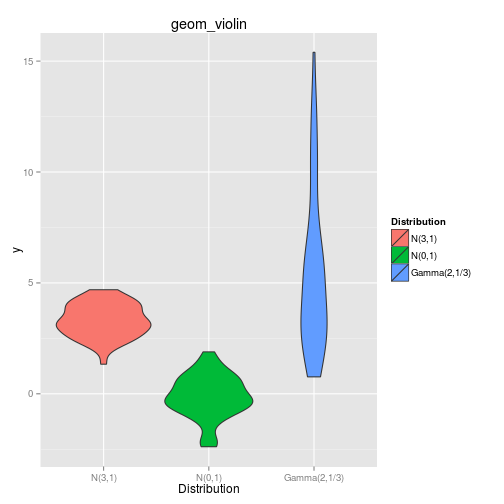 geom_violin
15
10
5
0
y
N(3,1)
N(0,1)
Gamma(2,1/3)
Distribution
Distribution
N(3,1)
N(0,1)
Gamma(2,1/3)